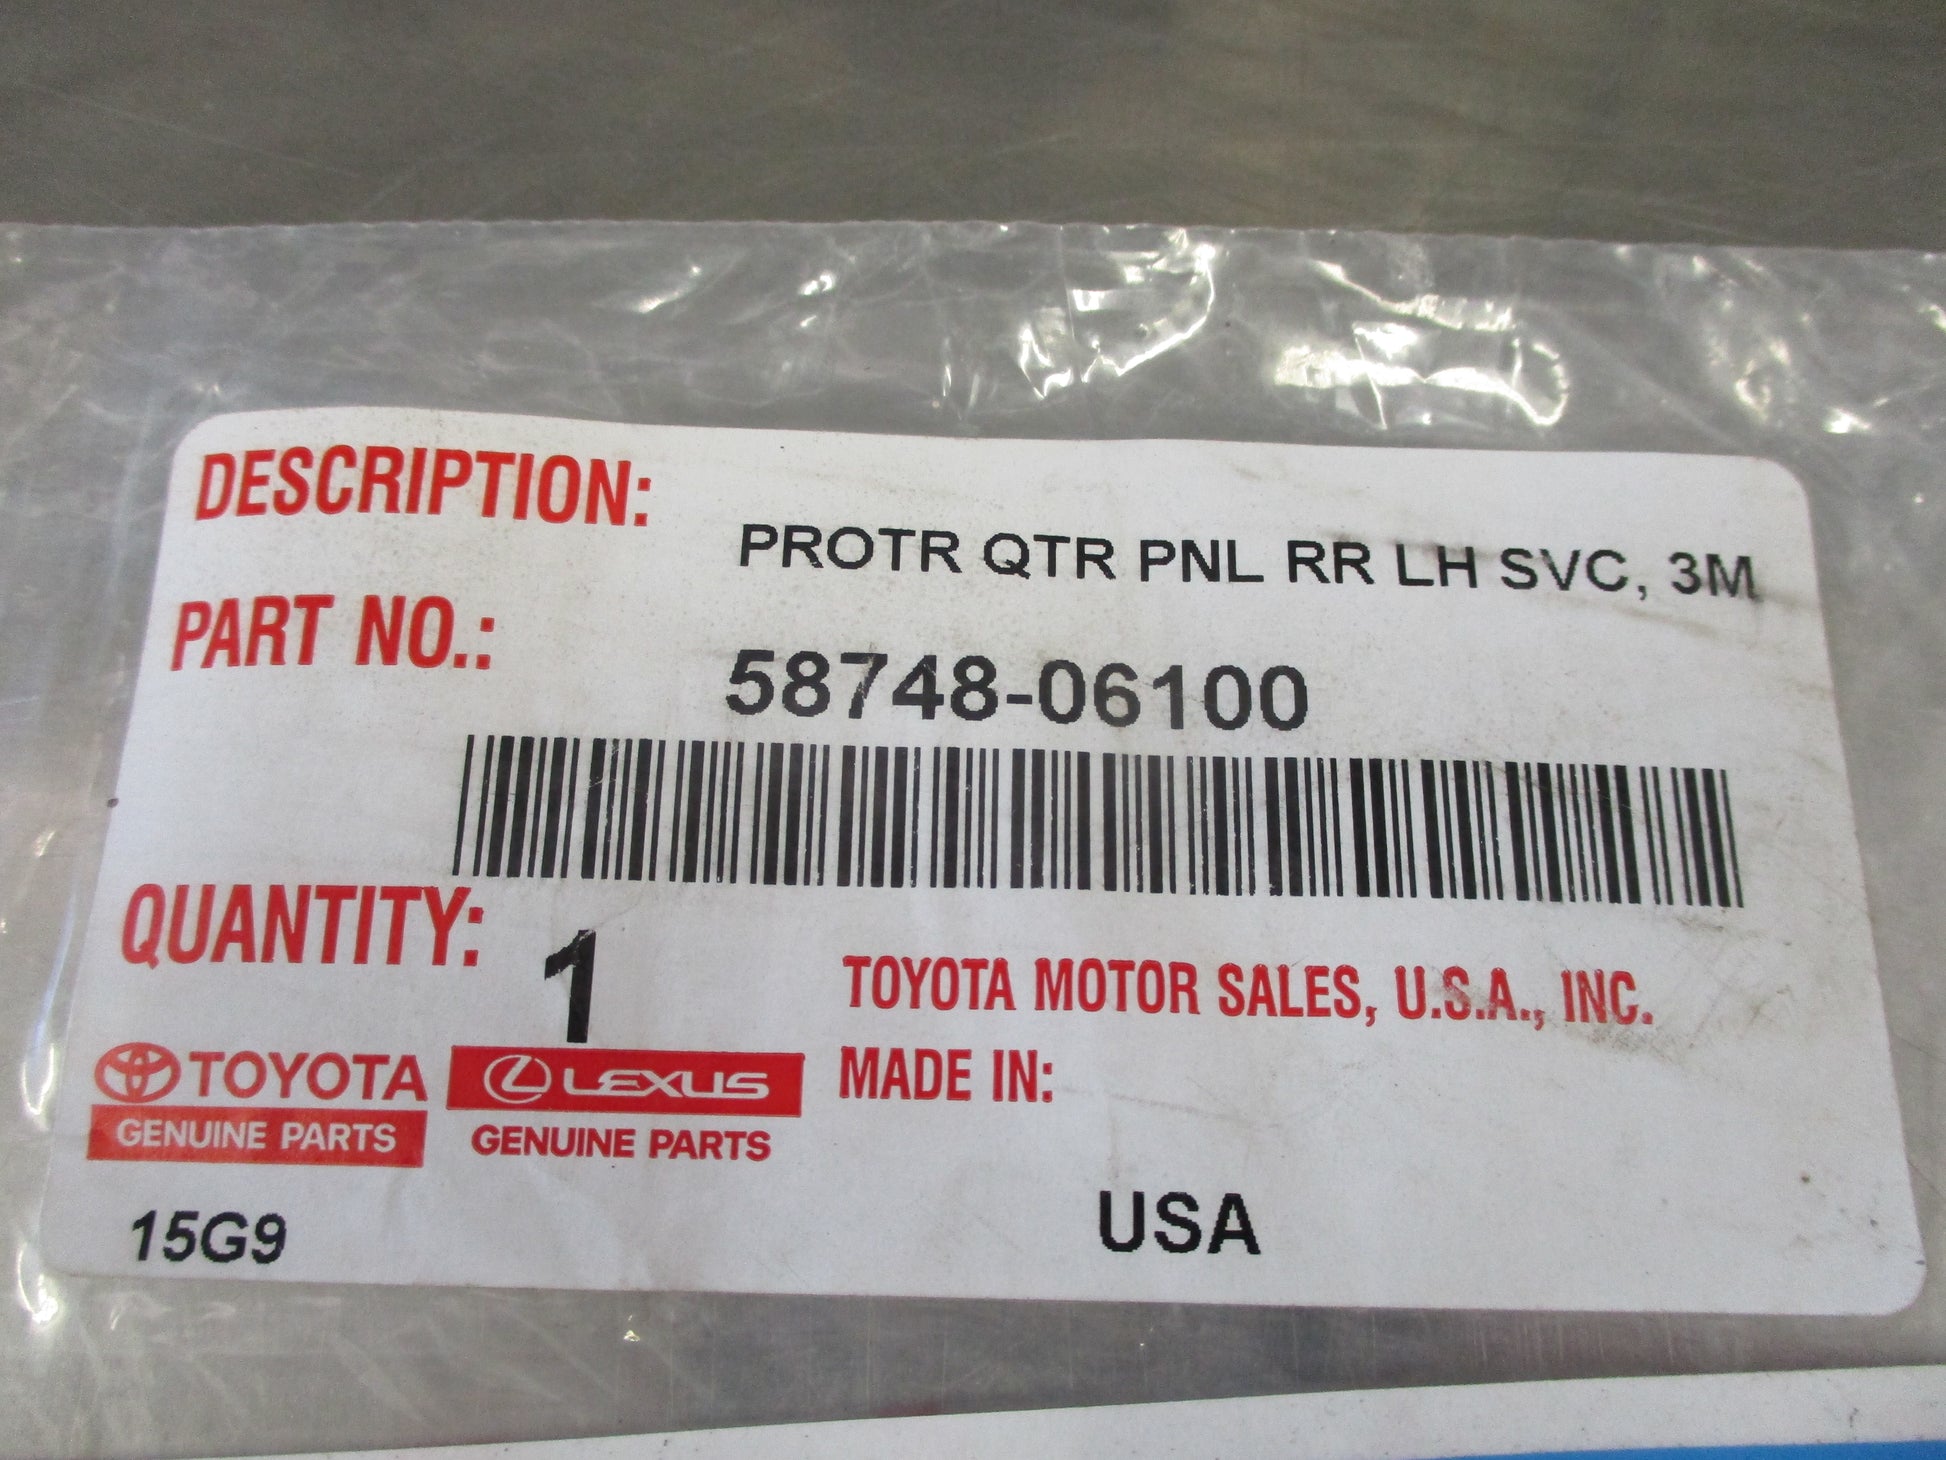 DESCRIPTION:
PROTR QTR PNL RR LH SVC, 3M
PART NO.:
58748-06100
QUANTITY:
1
TOYOTA MOTOR SALES, U.S.A., INC.
TOYOTA
GENUINE PARTS
LEXUS
GENUINE PARTS
MADE IN:
USA
15G9